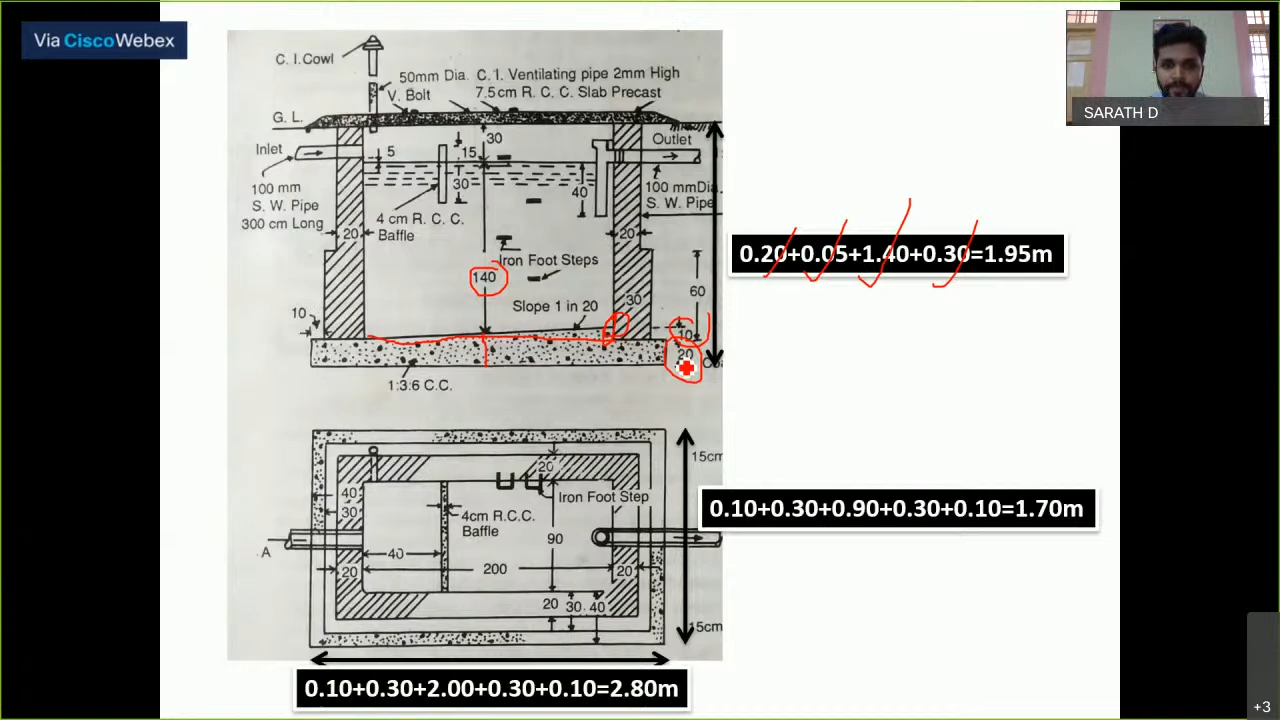 Via Cisco Webex
C. I. Cowl
50mm Dia. C. I. Ventilating pipe 2mm High
V. Bolt 7.5cm R. C. C. Slab Precast
SARATH D
G. L.
Inlet
5
15
30
Outlet
30
40
100 mm
S. W. Pipe
300 cm Long
4 cm R. C. C.
Baffle
100 mmDia.
S. W. Pipe
20
20
Iron Foot Steps
0.20+0.05+1.40+0.30=1.95m
140
60
Slope 1 in 20
30
10
10
20
1:3:6 C.C.
15cm
20
40
30
Iron Foot Step
4cm R.C.C.
Baffle
0.10+0.30+0.90+0.30+0.10=1.70m
90
A
40
20
200
20
20 30 40
15cm
0.10+0.30+2.00+0.30+0.10=2.80m
+3